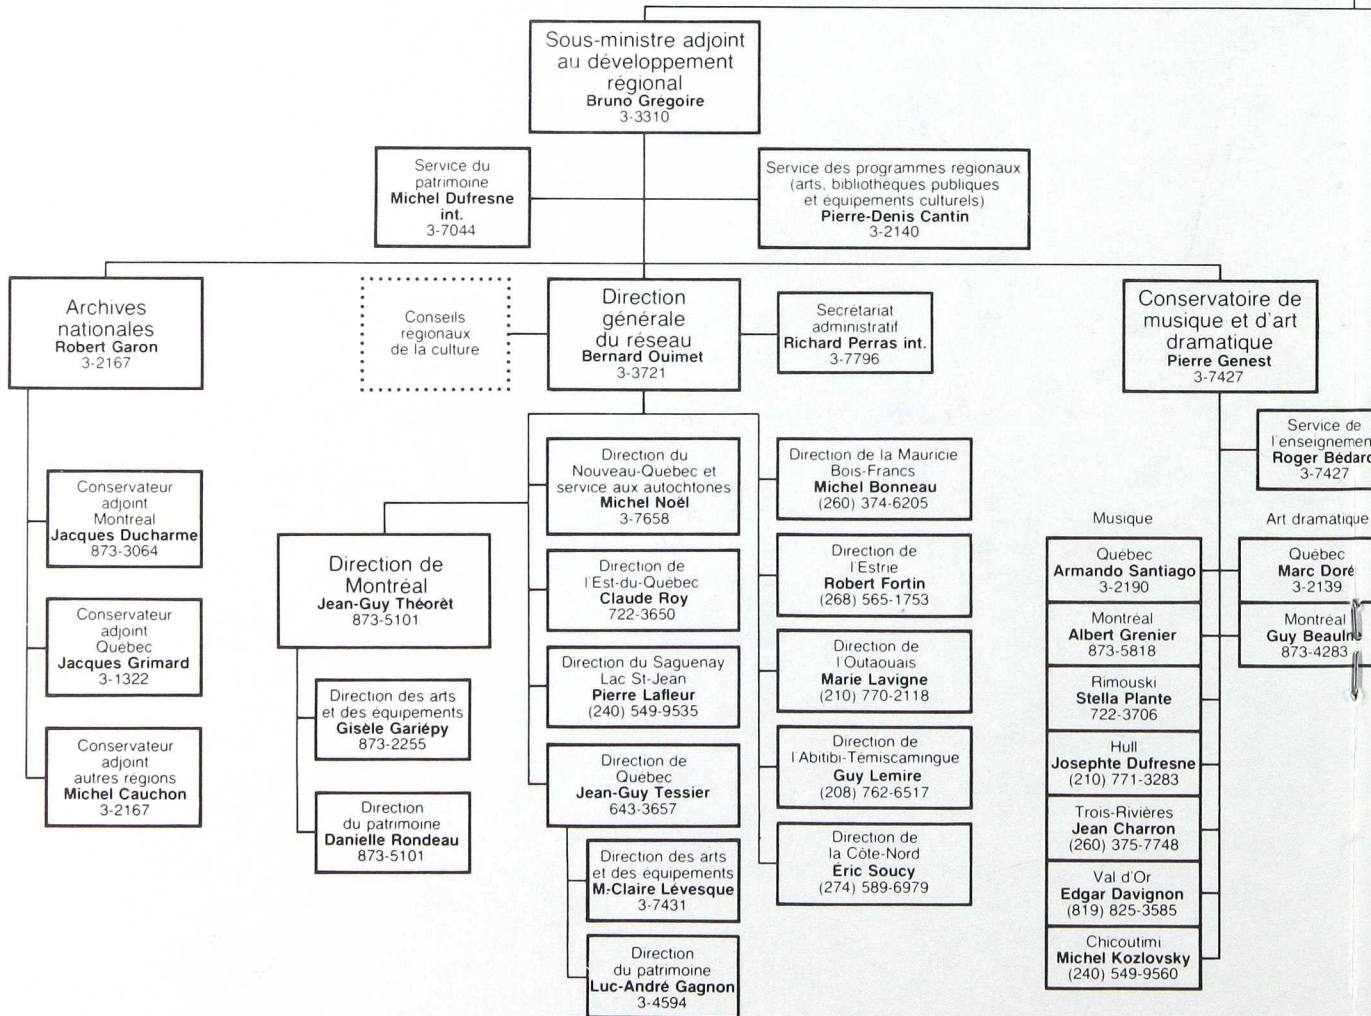 Sous-ministre adjoint
au développement
régional
Bruno Grégoire
3-3310
Service du
patrimoine
Michel Dufresne
int.
3-7044
Service des programmes régionaux
(arts, bibliothèques publiques
et équipements culturels)
Pierre-Denis Cantin
3-2140
Archives
nationales
Robert Garon
3-2167
Conseils
régionaux
de la culture
Direction
générale
du réseau
Bernard Ouimet
3-3721
Secrétariat
administratif
Richard Perras int.
3-7796
Conservatoire de
musique et d'art
dramatique
Pierre Genest
3-7427
Conservateur
adjoint
Montréal
Jacques Ducharme
873-3064
Conservateur
adjoint
Québec
Jacques Grimard
3-1322
Conservateur
adjoint
autres régions
Michel Cauchon
3-2167
Direction de
Montréal
Jean-Guy Théorêt
873-5101
Direction des arts
et des équipements
Gisèle Gariépy
873-2255
Direction
du patrimoine
Danielle Rondeau
873-5101
Direction du
Nouveau-Québec et
service aux autochtones
Michel Noël
3-7658
Direction de
l'Est-du-Québec
Claude Roy
722-3650
Direction du Saguenay
Lac St-Jean
Pierre Lafleur
(240) 549-9535
Direction de
Québec
Jean-Guy Tessier
643-3657
Direction des arts
et des équipements
M.-Claire Lévesque
3-7431
Direction
du patrimoine
Luc-André Gagnon
3-4594
Direction de la Mauricie
Bois-Francs
Michel Bonneau
(260) 374-6205
Direction de
l'Estrie
Robert Fortin
(268) 565-1753
Direction de
l'Outaouais
Marie Lavigne
(210) 770-2118
Direction de
l'Abitibi-Témiscamingue
Guy Lemire
(208) 762-6517
Direction de
la Côte-Nord
Éric Soucy
(274) 589-6979
Service de
l'enseignemen
Roger Bédard
3-7427
Musique
Québec
Armando Santiago
3-2190
Montréal
Albert Grenier
873-5818
Rimouski
Stella Plante
722-3706
Hull
Josephte Dufresne
(210) 771-3283
Trois-Rivières
Jean Charron
(260) 375-7748
Val d'Or
Edgar Davignon
(819) 825-3585
Chicoutimi
Michel Kozlovsky
(240) 549-9560
Art dramatique
Québec
Marc Doré
3-2139
Montréal
Guy Beaulne
873-4283